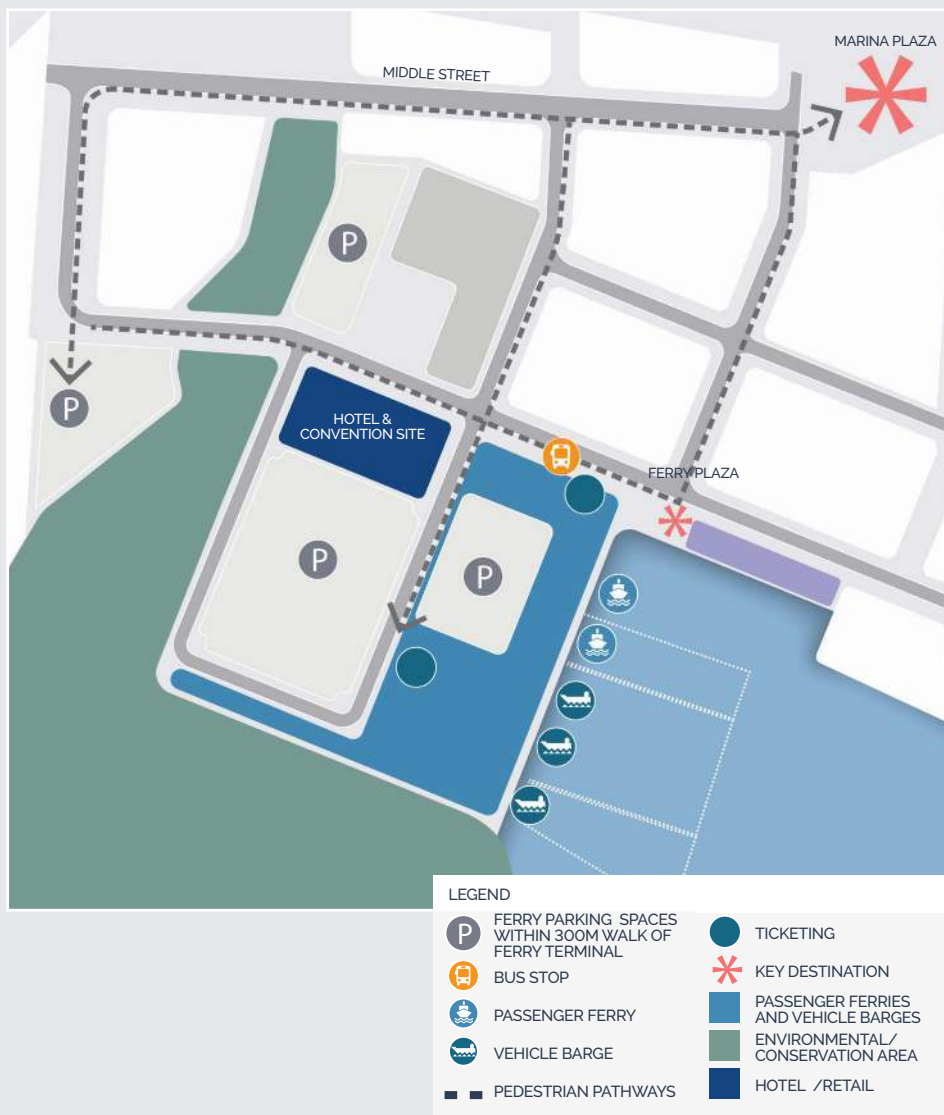 MARINA PLAZA
MIDDLE STREET
P
P
HOTEL &
CONVENTION SITE
FERRY PLAZA
P
P
LEGEND
P
FERRY PARKING SPACES
WITHIN 300M WALK OF
FERRY TERMINAL
BUS STOP
PASSENGER FERRY
VEHICLE BARGE
PEDESTRIAN PATHWAYS
TICKETING
KEY DESTINATION
PASSENGER FERRIES
AND VEHICLE BARGES
ENVIRONMENTAL/
CONSERVATION AREA
HOTEL /RETAIL